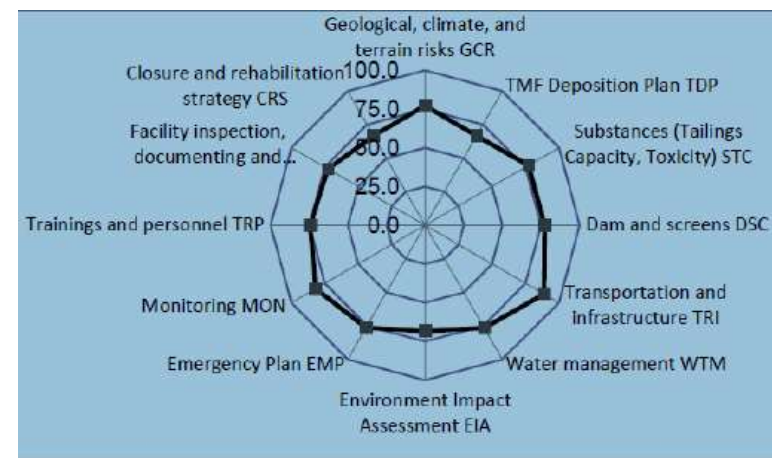 Geological, climate, and
terrain risks GCR
Closure and rehabilitation
strategy CRS
100.0
TMF Deposition Plan TDP
75.0
Facility inspection,
documenting and...
Substances (Tailings
Capacity, Toxicity) STC
50.0
25.0
Trainings and personnel TRP
0.0
Dam and screens DSC
Monitoring MON
Transportation and
infrastructure TRI
Emergency Plan EMP
Water management WTM
Environment Impact
Assessment EIA